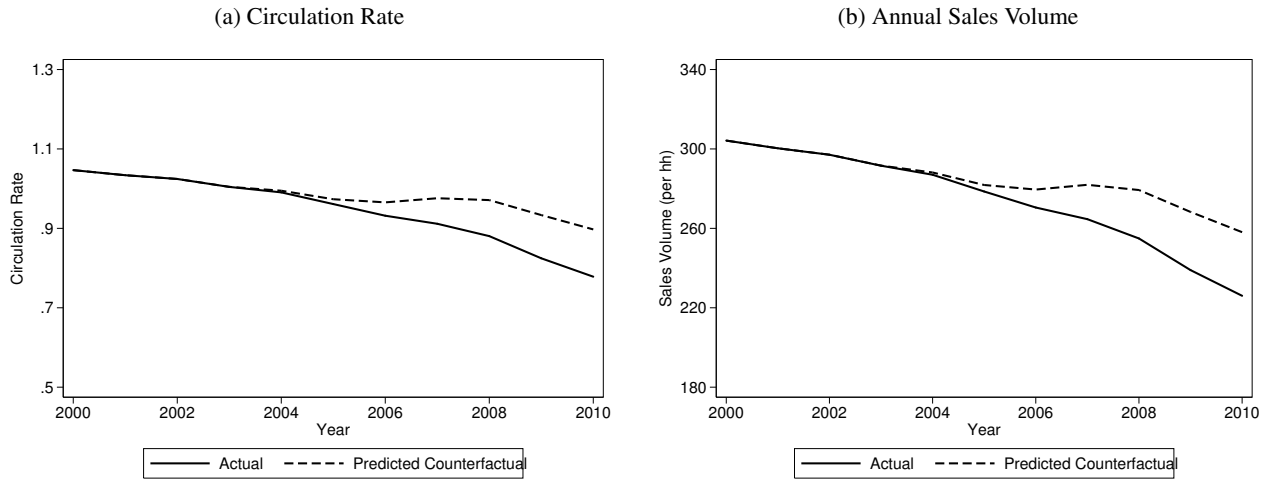 (a) Circulation Rate
1.3
1.1
.9
.7
.5
Circulation Rate
2000 2002 2004 2006 2008 2010
Year
Actual Predicted Counterfactual
(b) Annual Sales Volume
340
300
260
220
180
Sales Volume (per hh)
2000 2002 2004 2006 2008 2010
Year
Actual Predicted Counterfactual